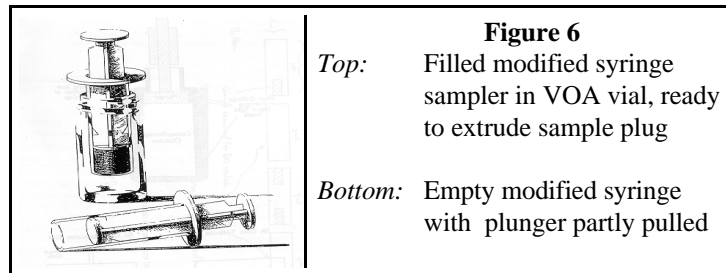 Figure 6
Top: Filled modified syringe
sampler in VOA vial, ready
to extrude sample plug
Bottom: Empty modified syringe
with plunger partly pulled